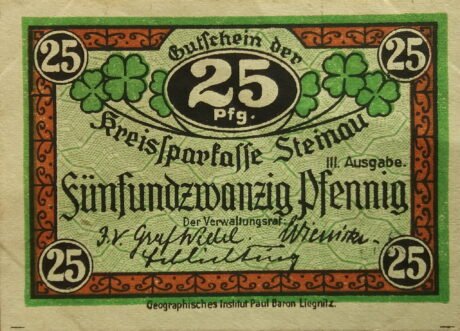 25 Gutschein der 25
25
Pfg.
Kreissparkasse Steinau
III. Ausgabe.
Fünfundzwanzig Pfennig
Der Verwaltungsrat:
25 25
Geographisches Institut Paul Baron Liegnitz.